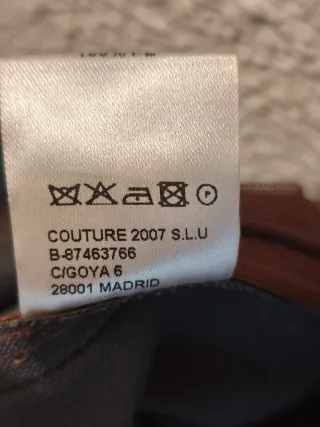 COUTURE 2007 S.L.U
B-87463766
C/GOYA 6
28001 MADRID